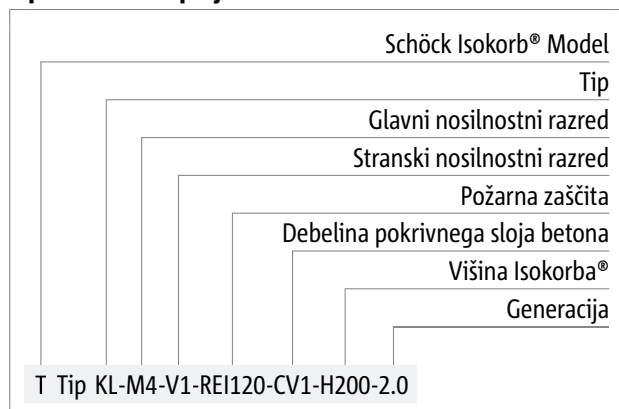 Schöck Isokorb® Model
Tip
Glavni nosilnostni razred
Stranski nosilnostni razred
Požarna zaščita
Debelina pokrivnega sloja betona
Višina Isokorba®
Generacija
T Tip KL-M4-V1-REI120-CV1-H200-2.0